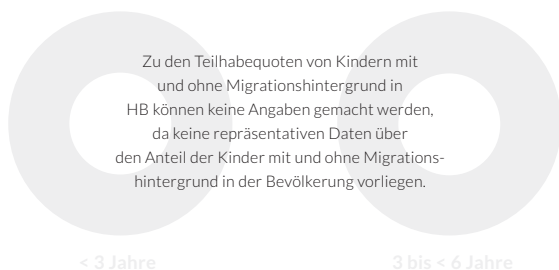 Zu den Teilhabequoten von Kindern mit
und ohne Migrationshintergrund in
HB können keine Angaben gemacht werden,
da keine repräsentativen Daten über
den Anteil der Kinder mit und ohne Migrations-
hintergrund in der Bevölkerung vorliegen.
< 3 Jahre
3 bis < 6 Jahre